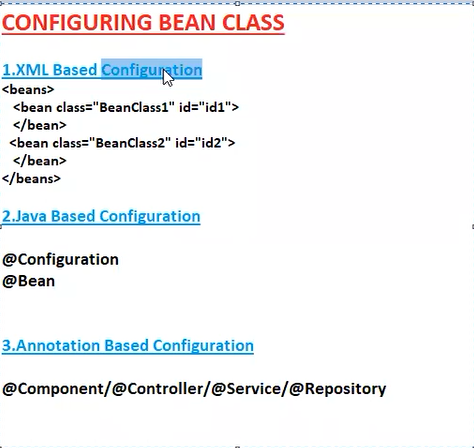 CONFIGURING BEAN CLASS
1.XML Based Configuration
<beans>
<bean class="BeanClass1" id="id1">
</bean>
<bean class="BeanClass2" id="id2">
</bean>
</beans>
2.Java Based Configuration
@Configuration
@Bean
3.Annotation Based Configuration
@Component/@Controller/@Service/@Repository